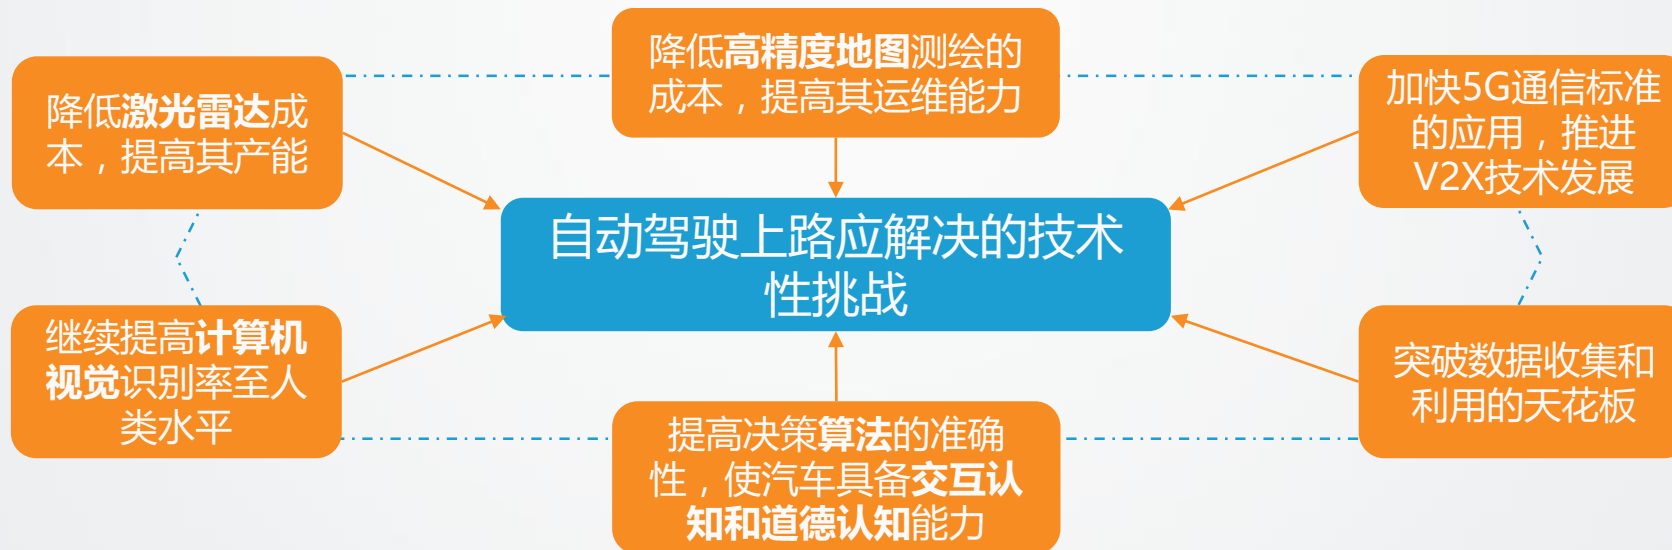 降低高精度地图测绘的
成本，提高其运维能力
降低激光雷达成
本，提高其产能
加快5G通信标准
的应用，推进
V2X技术发展
自动驾驶上路应解决的技术
性挑战
继续提高计算机
视觉识别率至人
类水平
突破数据收集和
利用的天花板
提高决策算法的准确
性，使汽车具备交互认
知和道德认知能力